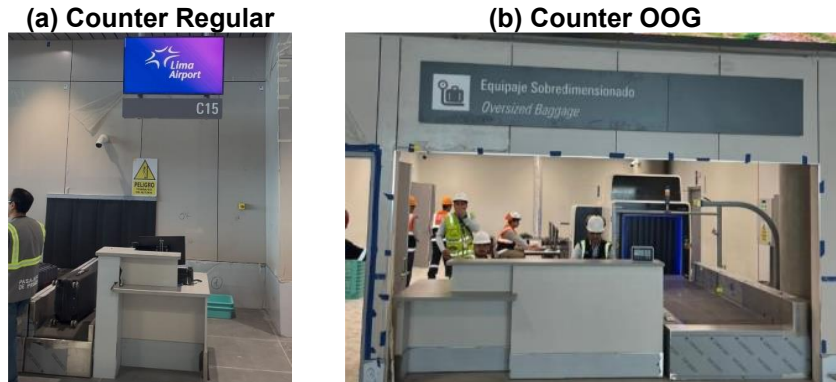 (a) Counter Regular
(b) Counter OOG
Lima
Airport
C15
PELIGRO
Equipaje Sobredimensionado
Oversized Baggage